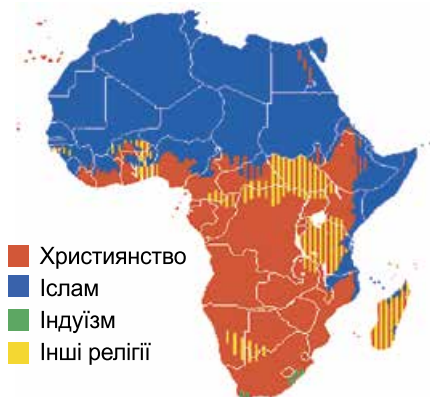 Християнство
Іслам
Індуїзм
Інші релігії